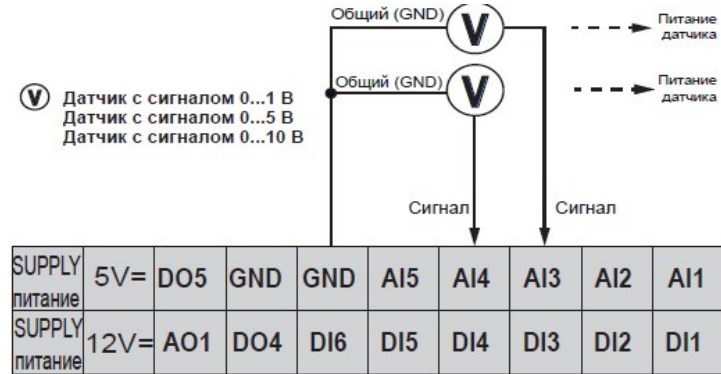 Общий (GND)
V
Питание
датчика
Общий (GND)
V
Питание
датчика
V Датчик с сигналом 0...1 В
Датчик с сигналом 0...5 В
Датчик с сигналом 0...10 В
Сигнал Сигнал
SUPPLY питание 5V= DO5 GND GND AI5 AI4 AI3 AI2 AI1
SUPPLY питание 12V= AO1 DO4 DI6 DI5 DI4 DI3 DI2 DI1